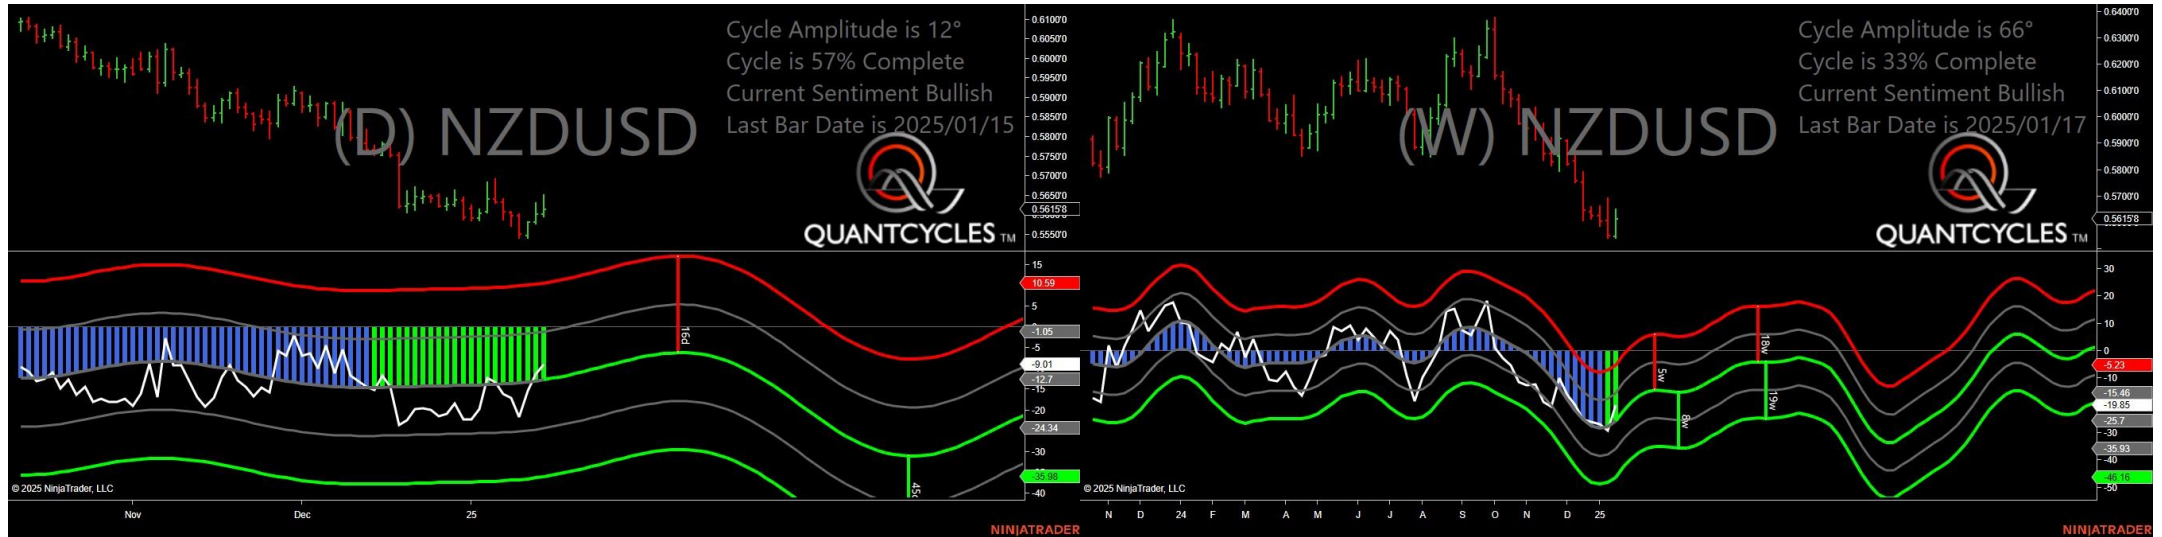 Cycle Amplitude is 12°
Cycle is 57% Complete
Current Sentiment Bullish
Last Bar Date is 2025/01/15
(D) NZDUSD
QUANTCYCLES TM
0.6100'0
0.6050'0
0.6000'0
0.5950'0
0.5900'0
0.5850'0
0.5800'0
0.5750'0
0.5700'0
0.5650'0
0.5615'8
0.5550'0
15
10.59
5
-1.05
-5
-9.01
-12.7
-15
-20
-24.34
-30
-35.98
-40
16d
© 2025 NinjaTrader, LLC
Nov
Dec
25
NINJATRADER
Cycle Amplitude is 66°
Cycle is 33% Complete
Current Sentiment Bullish
Last Bar Date is 2025/01/17
(W) NZDUSD
QUANTCYCLES TM
0.6400'0
0.6300'0
0.6200'0
0.6100'0
0.6000'0
0.5900'0
0.5800'0
0.5700'0
0.5615'8
30
20
10
0
-5.23
-10
-15.46
-19.85
-25.7
-30
-35.93
-40
-46.16
-50
5w
8w
18w
19w
© 2025 NinjaTrader, LLC
N
D
24
F
M
A
M
J
J
A
S
O
N
D
25
NINJATRADER